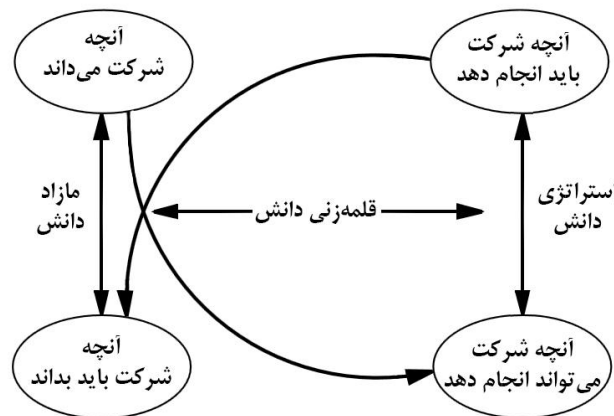 آنچه شرکت
باید انجام دهد
آنچه
شرکت می‌داند
ستراتژی
دانش
قلمه‌زنی دانش
مازاد
دانش
آنچه شرکت
می‌تواند انجام دهد
آنچه
شرکت باید بداند